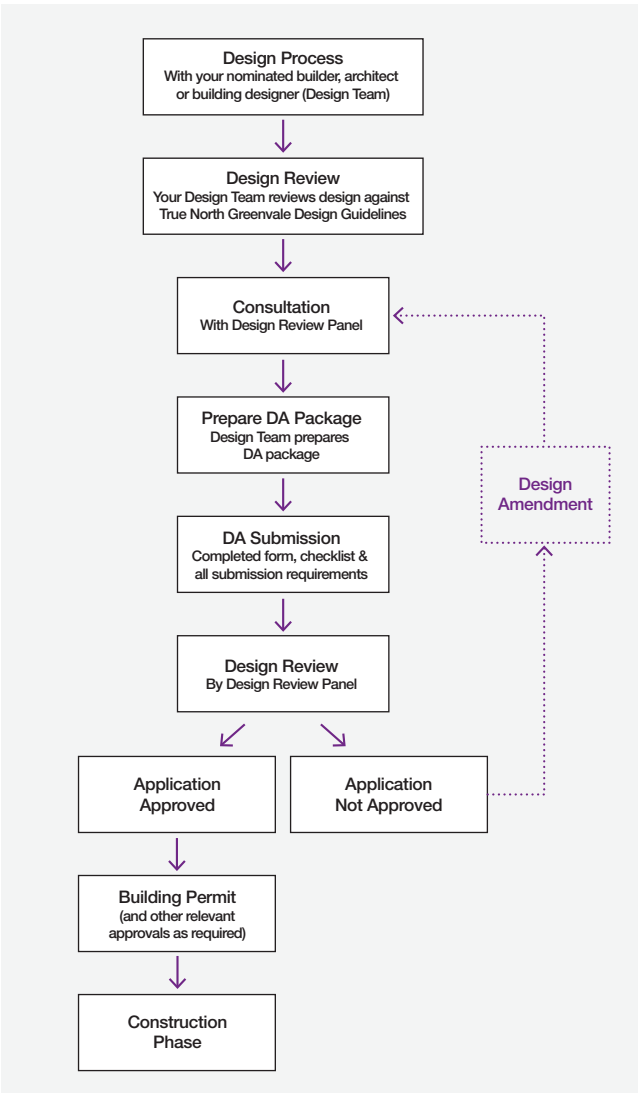 Design Process
With your nominated builder, architect
or building designer (Design Team)
Design Review
Your Design Team reviews design against
True North Greenvale Design Guidelines
Consultation
With Design Review Panel
Prepare DA Package
Design Team prepares
DA package
Design
Amendment
DA Submission
Completed form, checklist &
all submission requirements
Design Review
By Design Review Panel
Application
Approved
Application
Not Approved
Building Permit
(and other relevant
approvals as required)
Construction
Phase